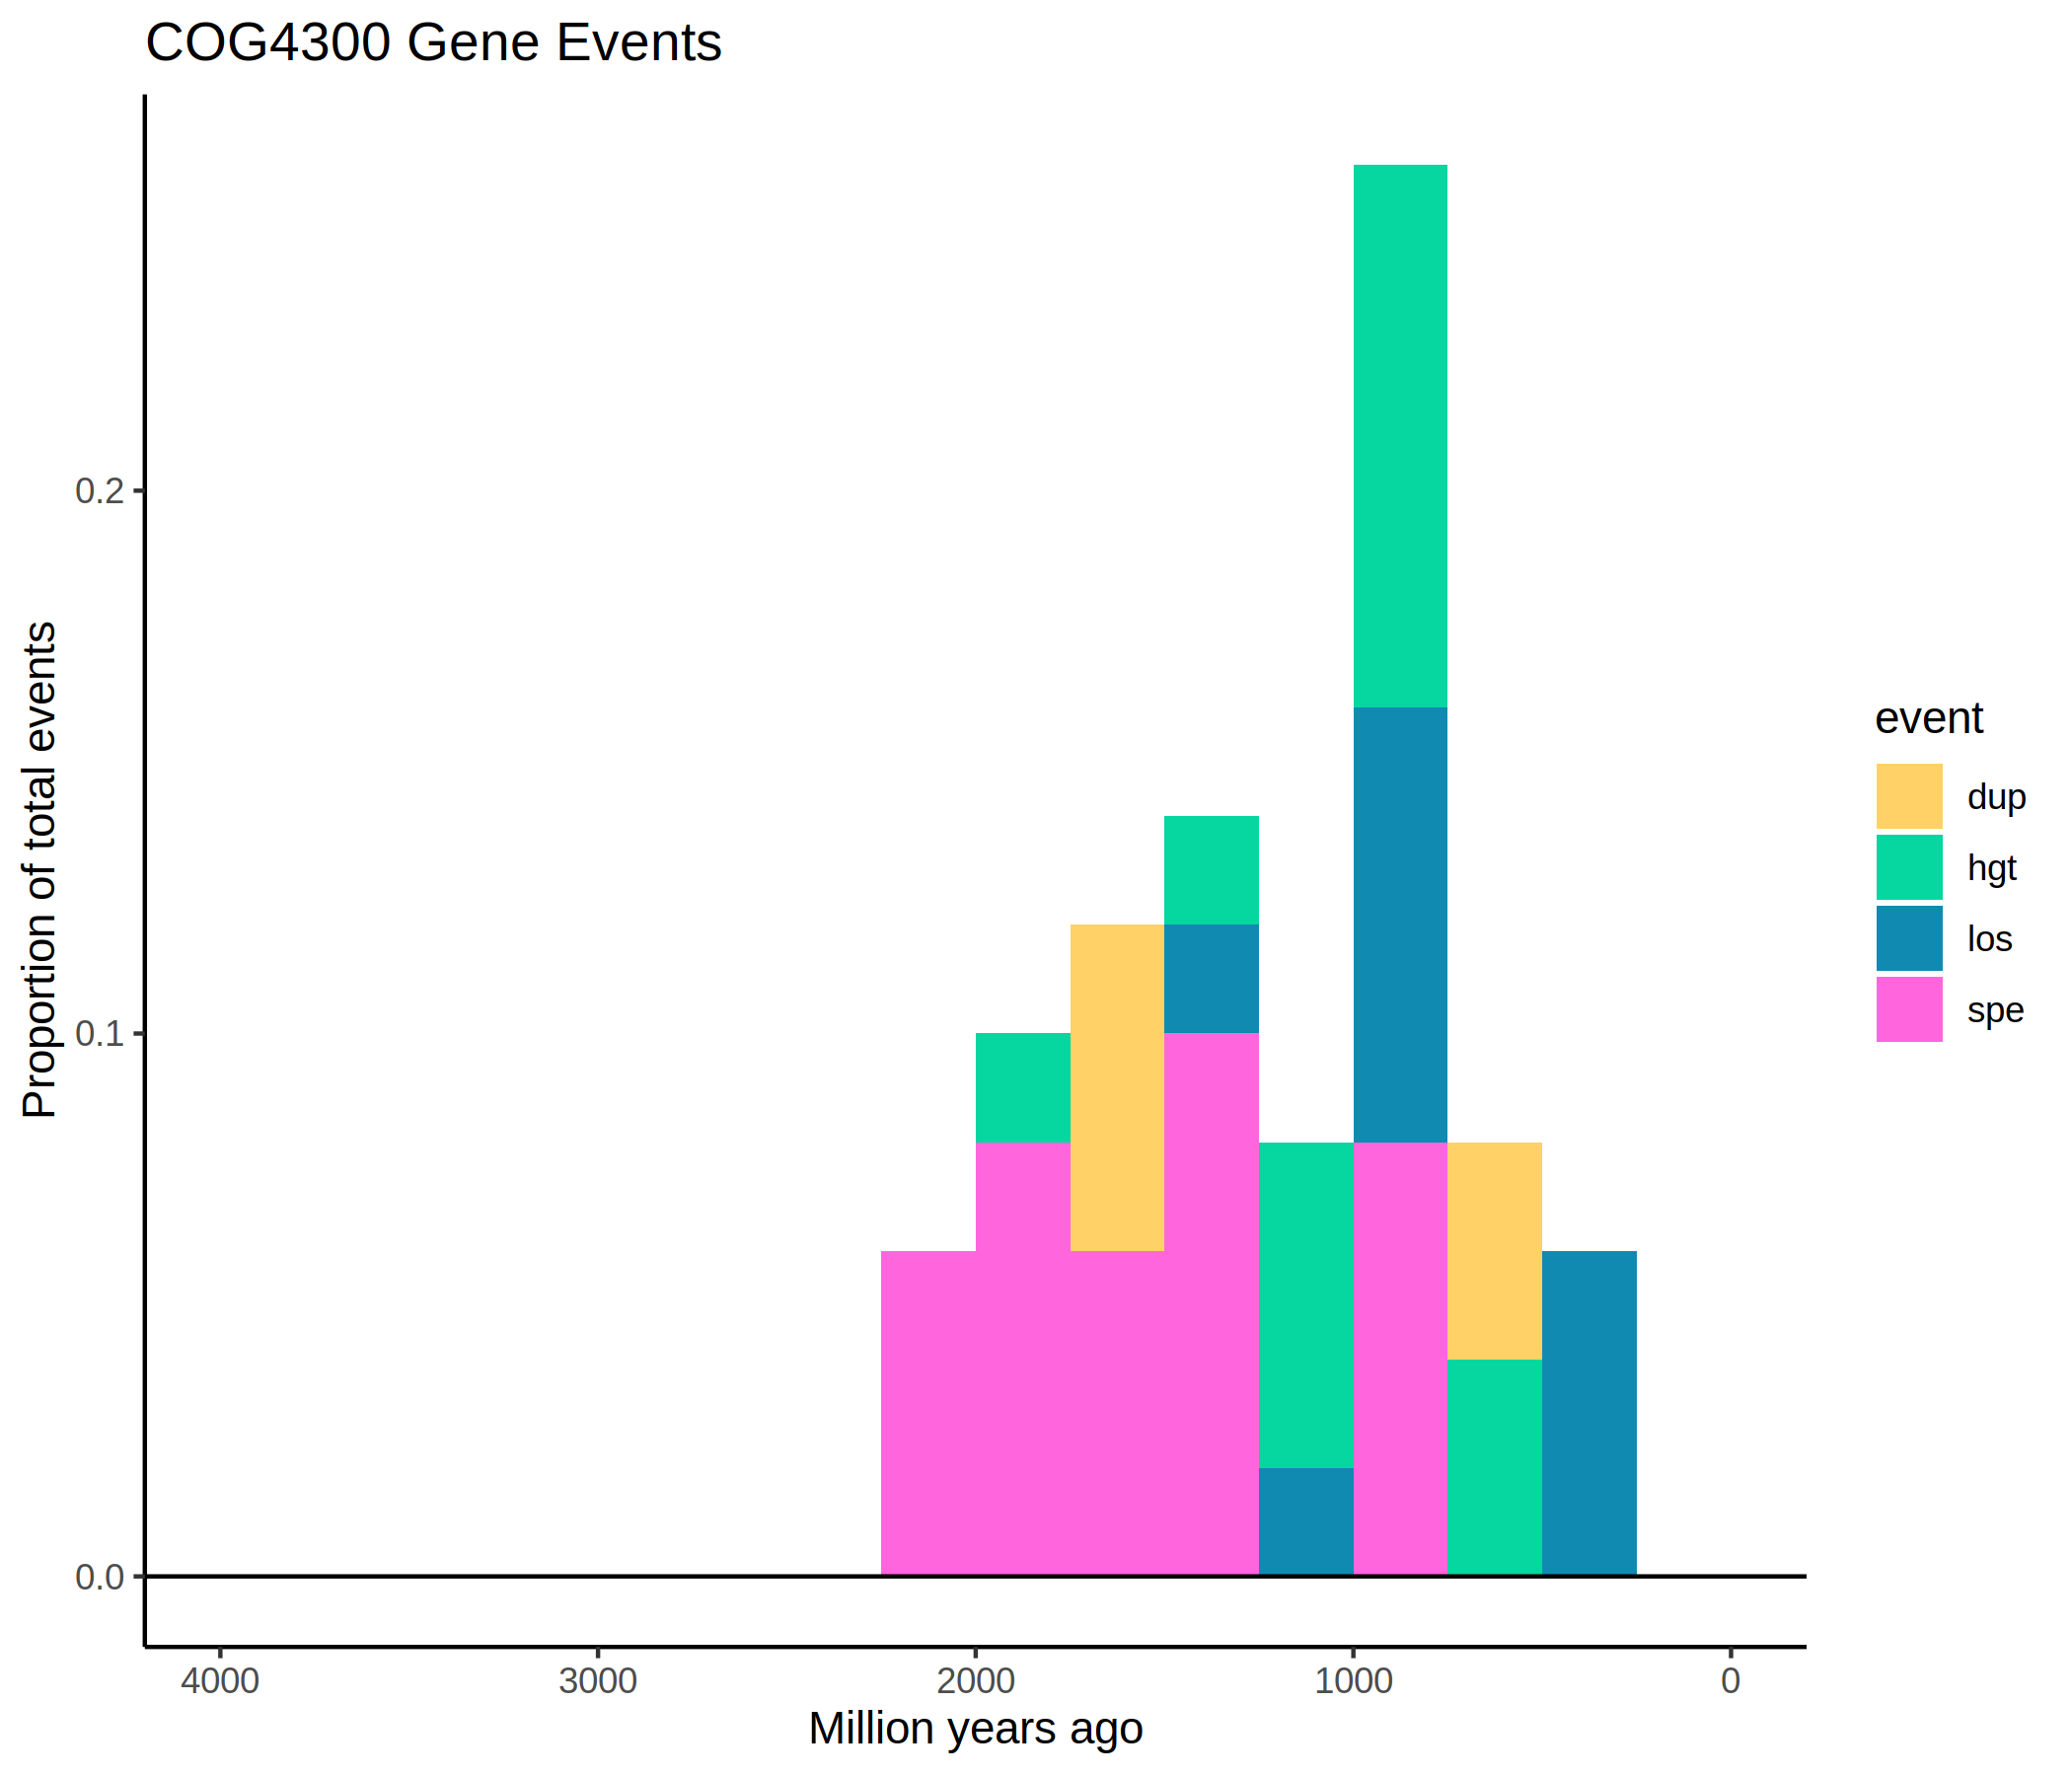 COG4300 Gene Events
Proportion of total events
0.2
0.1
0.0
4000 3000 2000 1000 0
Million years ago
event
dup
hgt
los
spe